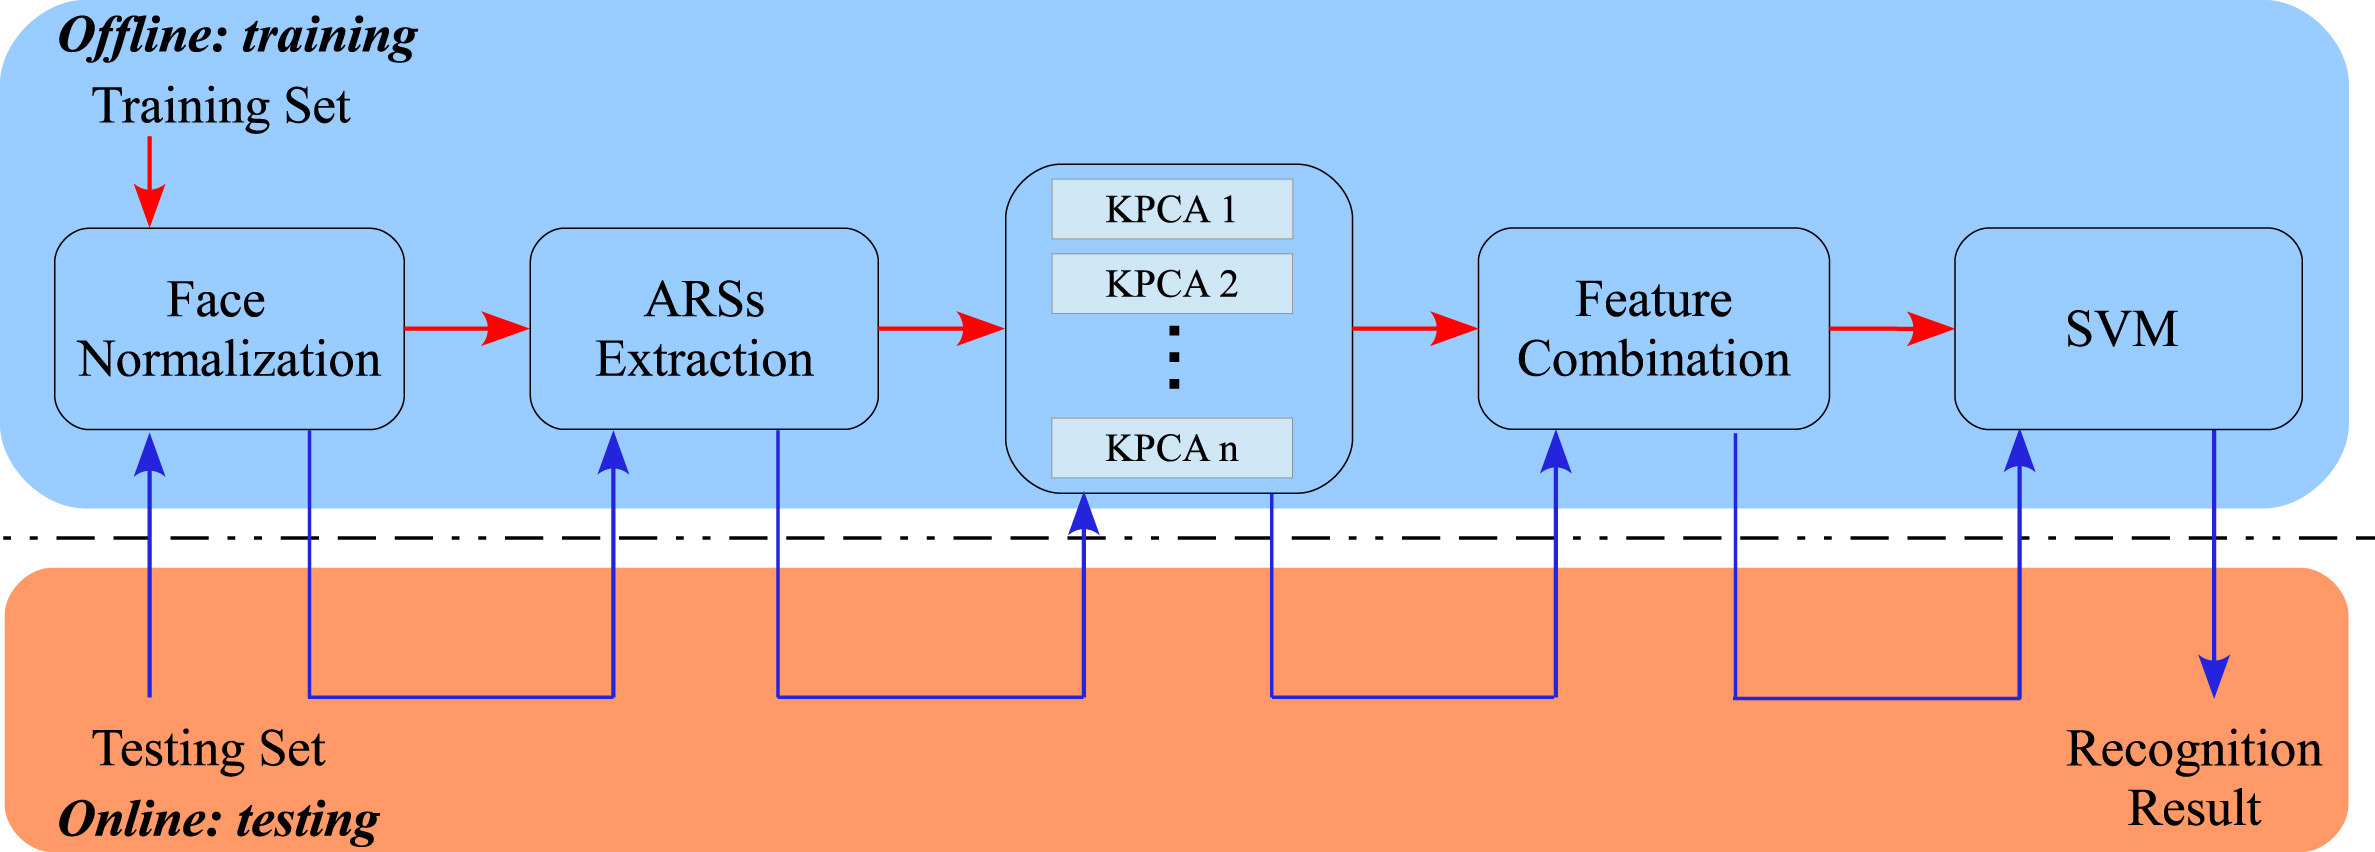 Offline: training
Training Set
Face
Normalization
ARSs
Extraction
KPCA 1
KPCA 2
KPCA n
Feature
Combination
SVM
Testing Set
Online: testing
Recognition
Result